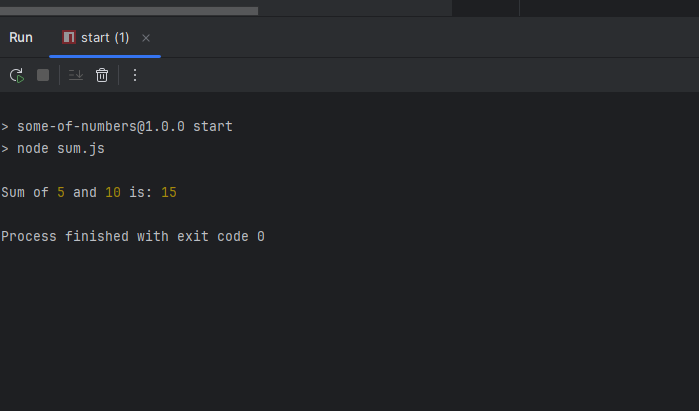 Run
start (1)
> some-of-numbers@1.0.0 start
> node sum.js
Sum of 5 and 10 is: 15
Process finished with exit code 0